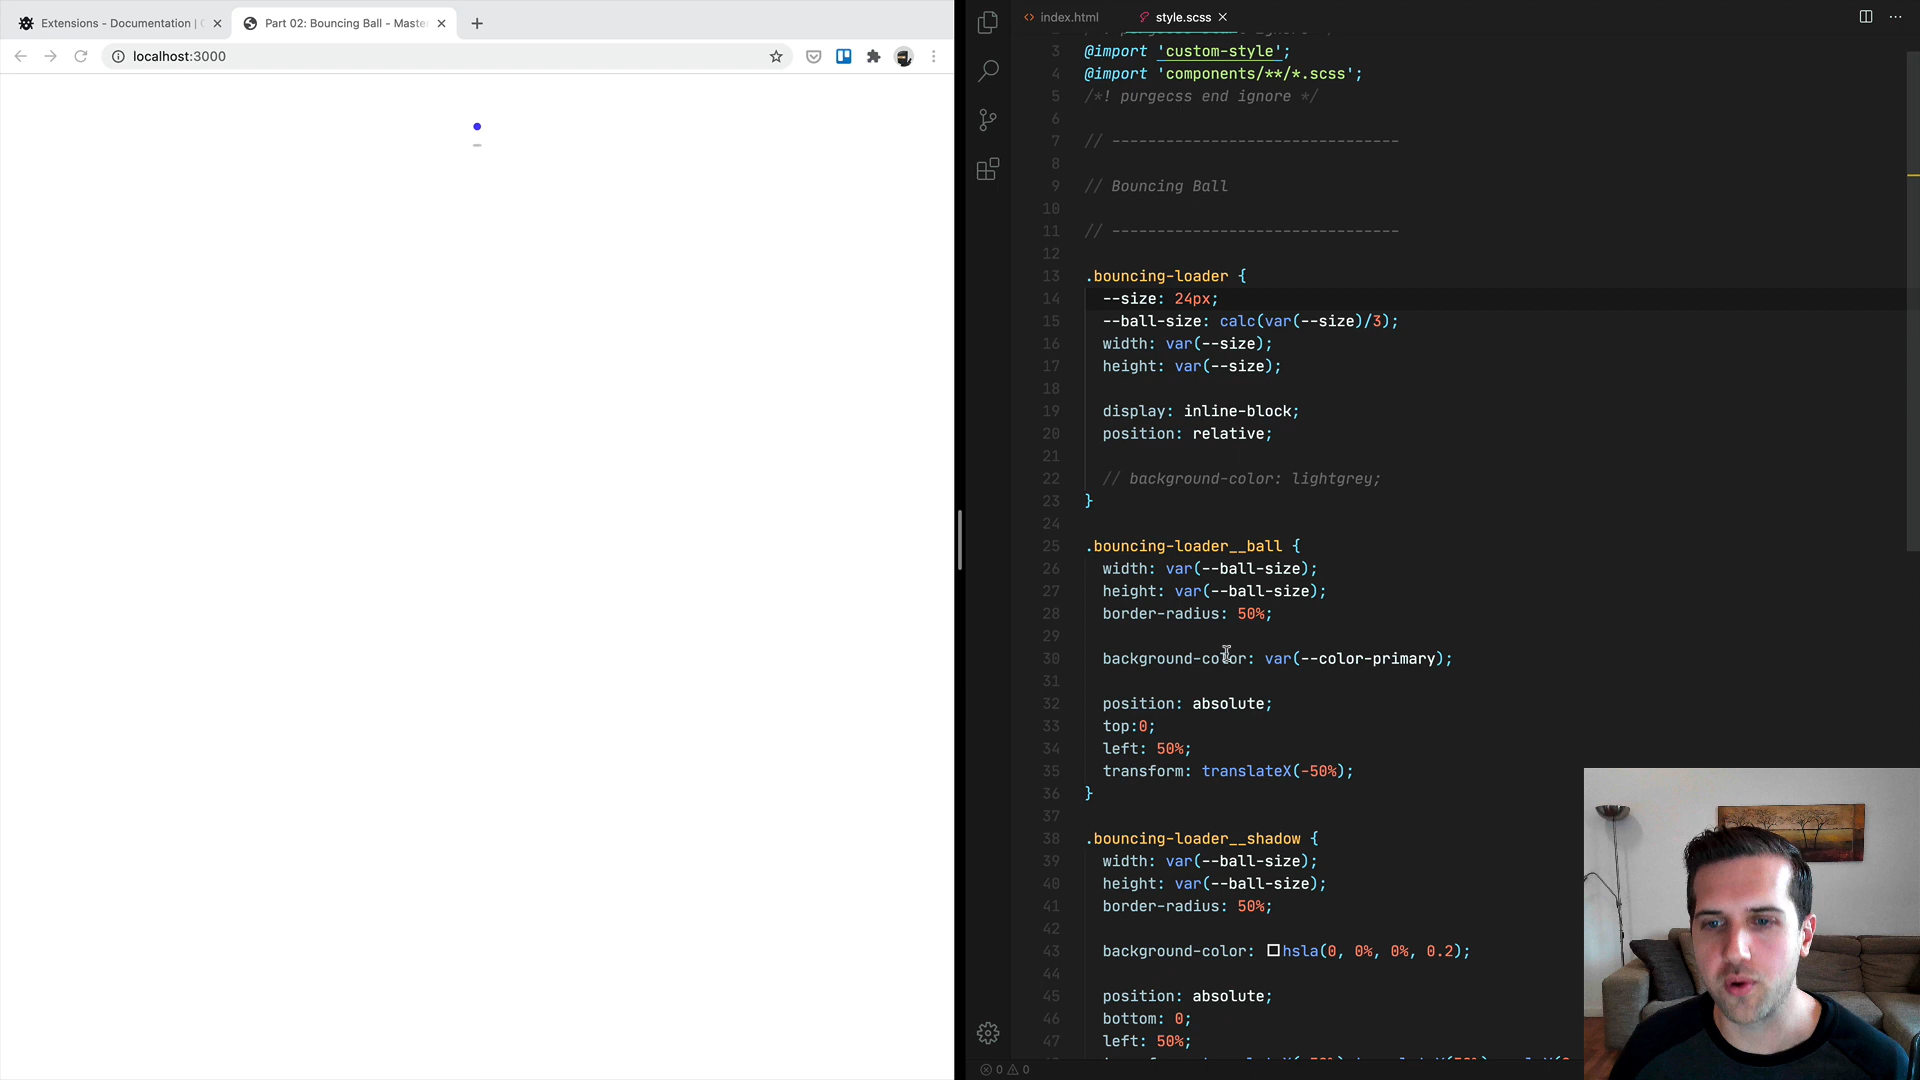 Extensions - Documentation |
Part 02: Bouncing Ball - Master
localhost:3000
index.html
style.scss
3 @import 'custom-style';
4 @import 'components/**/*.scss';
5 /*! purgecss end ignore */
6
7 // --------------------------------
8
9 // Bouncing Ball
10
11 // --------------------------------
12
13 .bouncing-loader {
14 --size: 24px;
15 --ball-size: calc(var(--size)/3);
16 width: var(--size);
17 height: var(--size);
18
19 display: inline-block;
20 position: relative;
21
22 // background-color: lightgrey;
23 }
24
25 .bouncing-loader__ball {
26 width: var(--ball-size);
27 height: var(--ball-size);
28 border-radius: 50%;
29
30 background-color: var(--color-primary);
31
32 position: absolute;
33 top:0;
34 left: 50%;
35 transform: translateX(-50%);
36 }
37
38 .bouncing-loader__shadow {
39 width: var(--ball-size);
40 height: var(--ball-size);
41 border-radius: 50%;
42
43 background-color: hsla(0, 0%, 0%, 0.2);
44
45 position: absolute;
46 bottom: 0;
47 left: 50%;
0 0